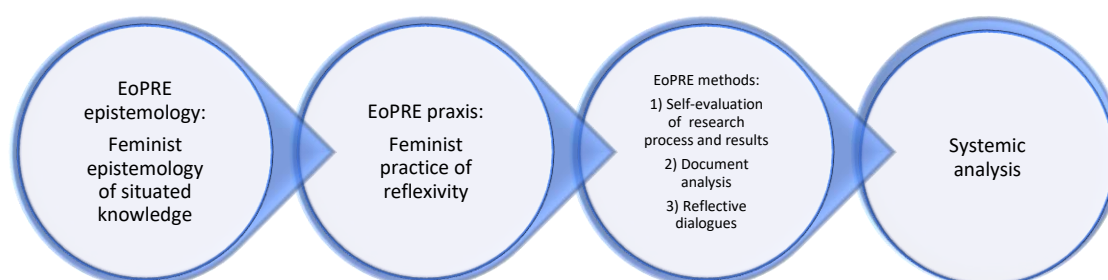 EoPRE
epistemology:
Feminist
epistemology
of situated
knowledge
EoPRE praxis:
Feminist
practice of
reflexivity
EoPRE methods:
1) Self-evaluation
of research
process and results
2) Document
analysis
3) Reflective
dialogues
Systemic
analysis